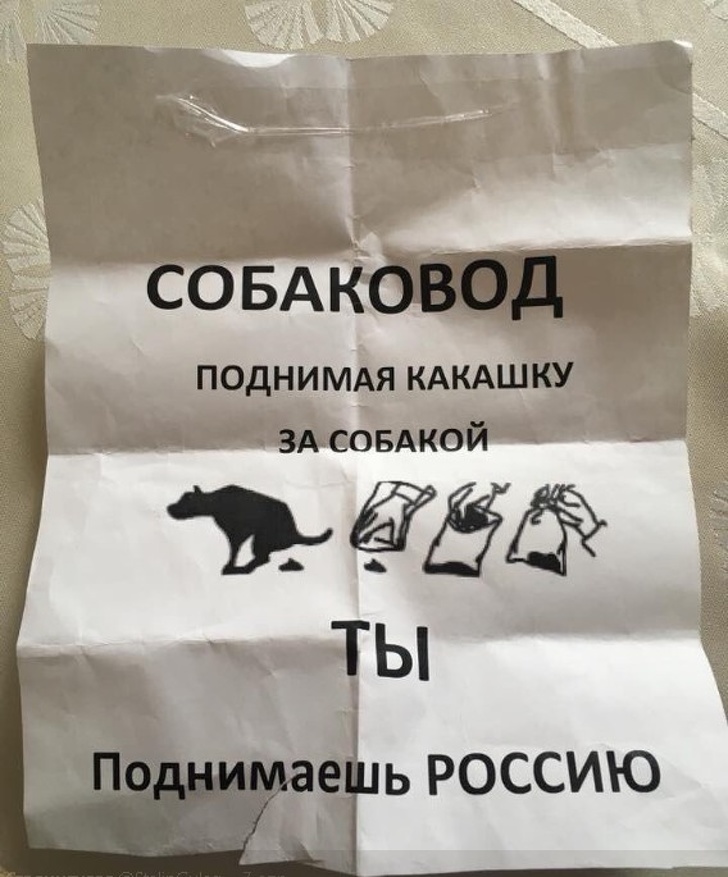 СОБАКОВОД
ПОДНИМАЯ КАКАШКУ
ЗА СОБАКОЙ
ТЫ
Поднимаешь РОССИЮ